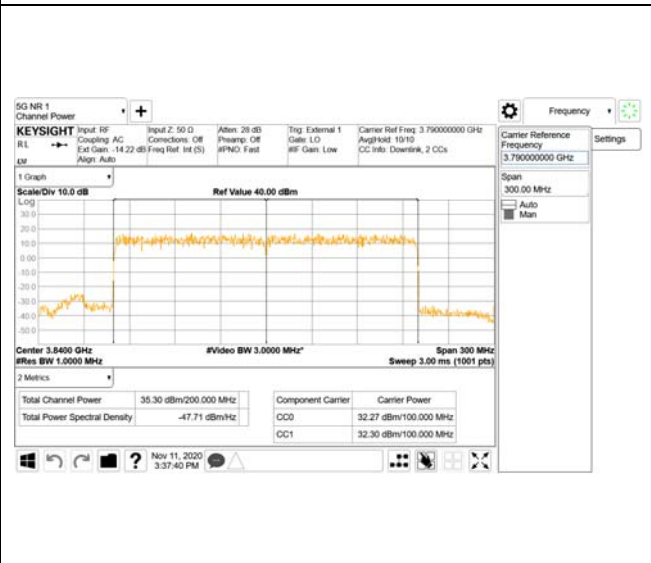 5G NR 1
Channel Power
Frequency
KEYSIGHT
Input: RF
Input Z: 50 Ω
Atten: 28 dB
Trig: External 1
Carrier Ref Freq: 3.790000000 GHz
RL
Coupling: AC
Corrections: Off
Preamp: Off
Gate: LO
Avg|Hold: 10/10
Ext Gain: -14.22 dB
Freq Ref: Int (S)
#PNO: Fast
#IF Gain: Low
CC Info: Downlink, 2 CCs
Align: Auto
Carrier Reference
Frequency
3.790000000 GHz
Settings
Span
300.00 MHz
Auto
Man
1 Graph
Scale/Div 10.0 dB
Ref Value 40.00 dBm
Log
30.0
20.0
10.0
0.00
-10.0
-20.0
-30.0
-40.0
-50.0
Center 3.8400 GHz
#Video BW 3.0000 MHz*
Span 300 MHz
#Res BW 1.0000 MHz
Sweep 3.00 ms (1001 pts)
2 Metrics
Total Channel Power
35.30 dBm/200.000 MHz
Total Power Spectral Density
-47.71 dBm/Hz
Component Carrier
Carrier Power
CC0
32.27 dBm/100.000 MHz
CC1
32.30 dBm/100.000 MHz
Nov 11, 2020
3:37:40 PM